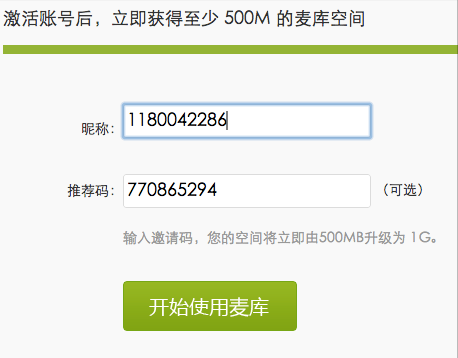 激活账号后，立即获得至少 500M 的麦库空间
昵称： 1180042286
推荐码： 770865294 （可选）
输入邀请码，您的空间将立即由500MB升级为 1G。
开始使用麦库